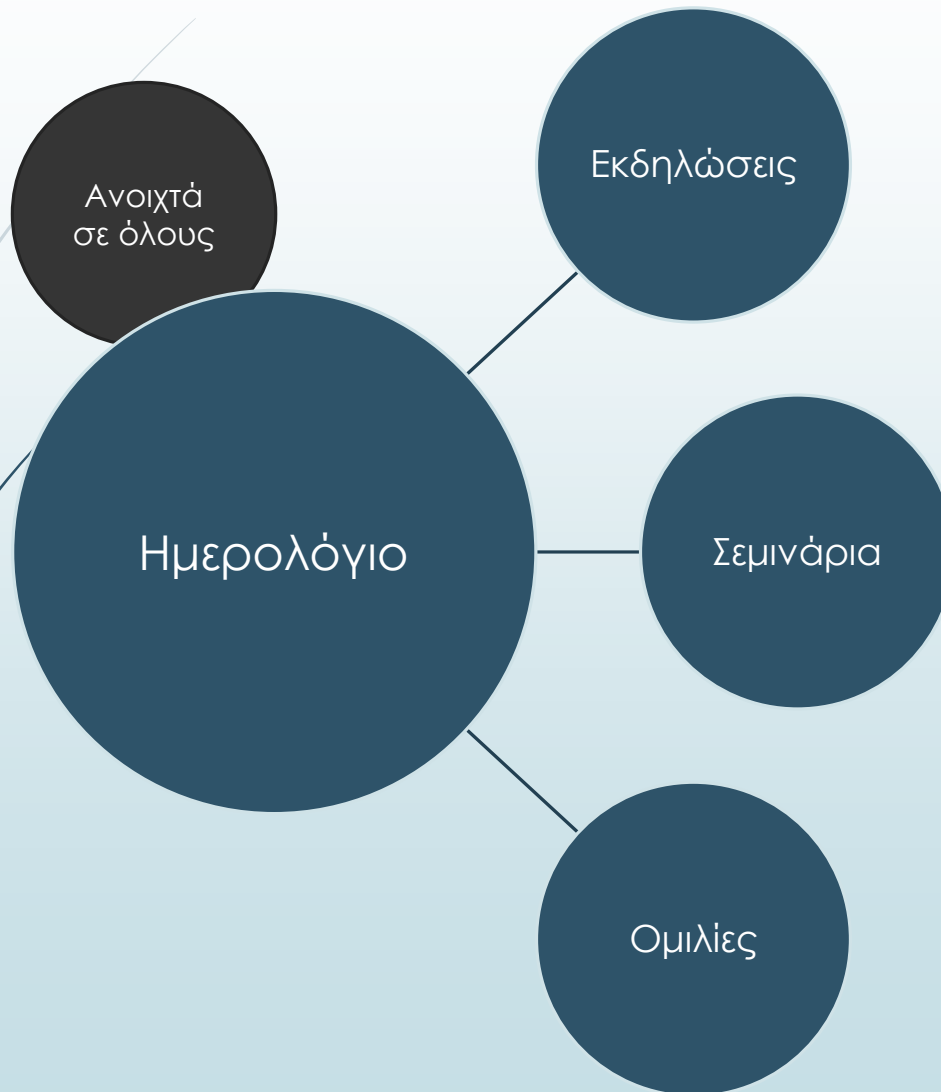 Ανοιχτά
σε όλους
Ημερολόγιο
Εκδηλώσεις
Σεμινάρια
Ομιλίες